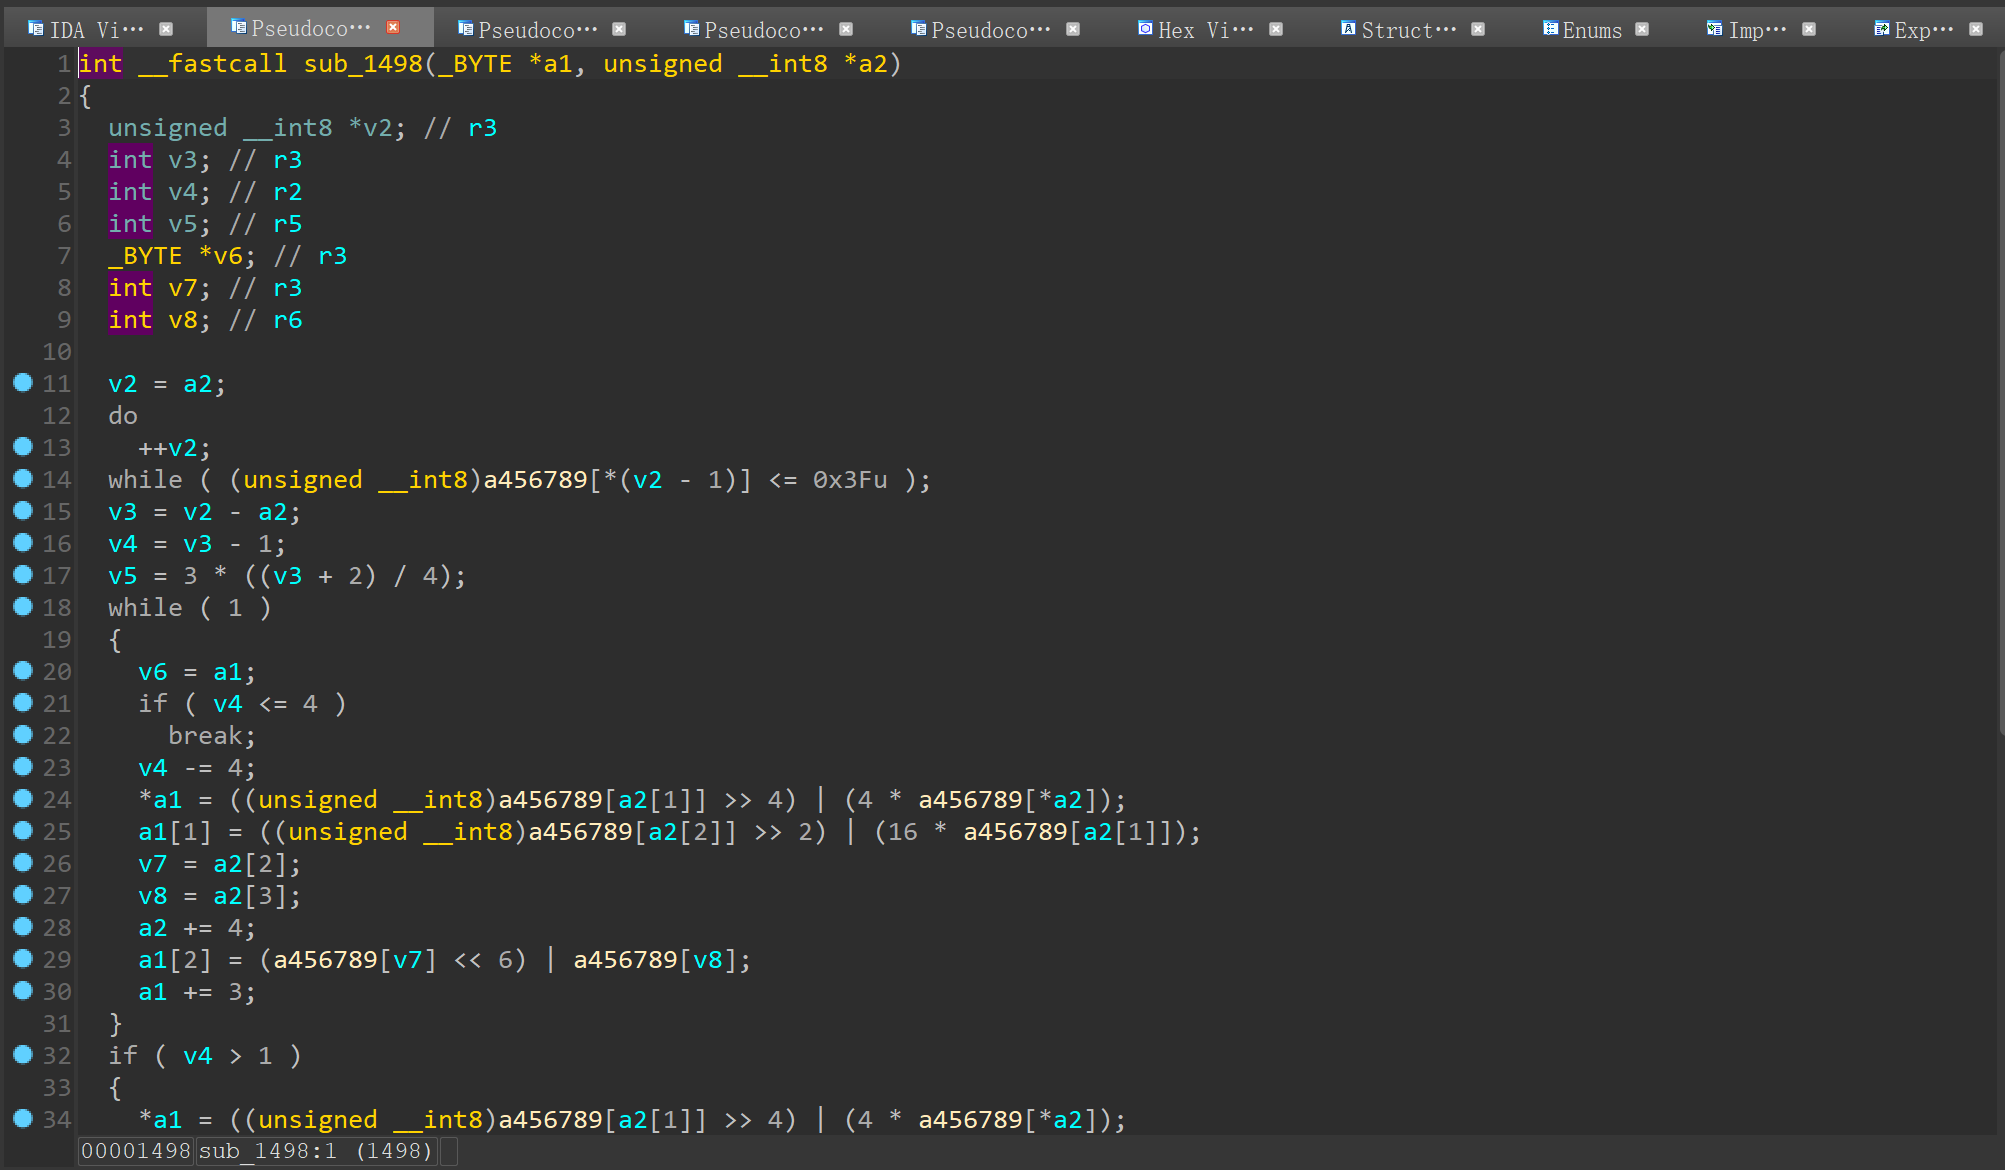 IDA Vi··· Pseudoco··· Pseudoco··· Pseudoco··· Pseudoco··· Hex Vi··· Struct··· Enums Imp··· Exp···
1 int __fastcall sub_1498(_BYTE *a1, unsigned __int8 *a2)
2 {
3   unsigned __int8 *v2; // r3
4   int v3; // r3
5   int v4; // r2
6   int v5; // r5
7   _BYTE *v6; // r3
8   int v7; // r3
9   int v8; // r6
10
11   v2 = a2;
12   do
13     ++v2;
14   while ( (unsigned __int8)a456789[*(v2 - 1)] <= 0x3Fu );
15   v3 = v2 - a2;
16   v4 = v3 - 1;
17   v5 = 3 * ((v3 + 2) / 4);
18   while ( 1 )
19   {
20     v6 = a1;
21     if ( v4 <= 4 )
22       break;
23     v4 -= 4;
24     *a1 = ((unsigned __int8)a456789[a2[1]] >> 4) | (4 * a456789[*a2]);
25     a1[1] = ((unsigned __int8)a456789[a2[2]] >> 2) | (16 * a456789[a2[1]]);
26     v7 = a2[2];
27     v8 = a2[3];
28     a2 += 4;
29     a1[2] = (a456789[v7] << 6) | a456789[v8];
30     a1 += 3;
31   }
32   if ( v4 > 1 )
33   {
34     *a1 = ((unsigned __int8)a456789[a2[1]] >> 4) | (4 * a456789[*a2]);
00001498 sub_1498:1 (1498)